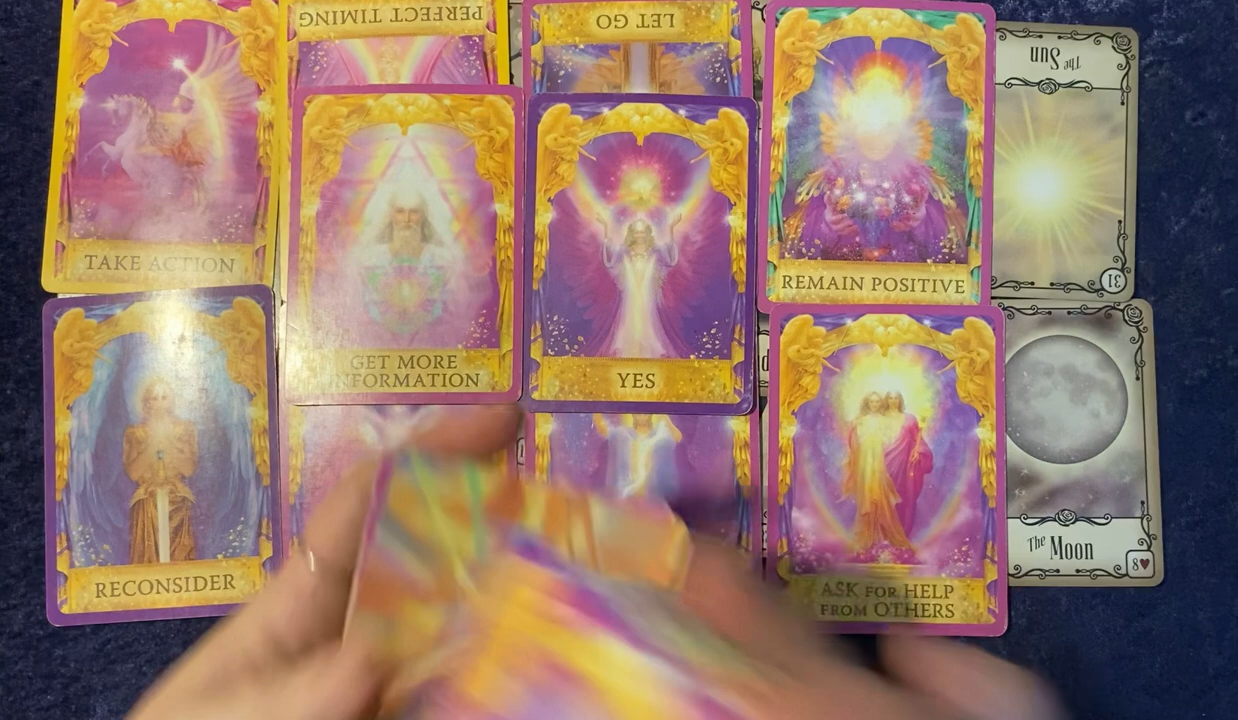 PERFECT TIMING
LET GO
The
Sun
TAKE ACTION
REMAIN POSITIVE
31
GET MORE
INFORMATION
YES
RECONSIDER
The Moon
8♥
ASK FOR HELP
FROM OTHERS